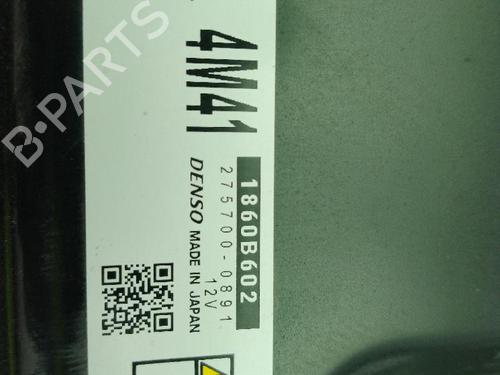 4M41
1860B602
275700-0891
12V
DENSO MADE IN JAPAN
B-PARTS